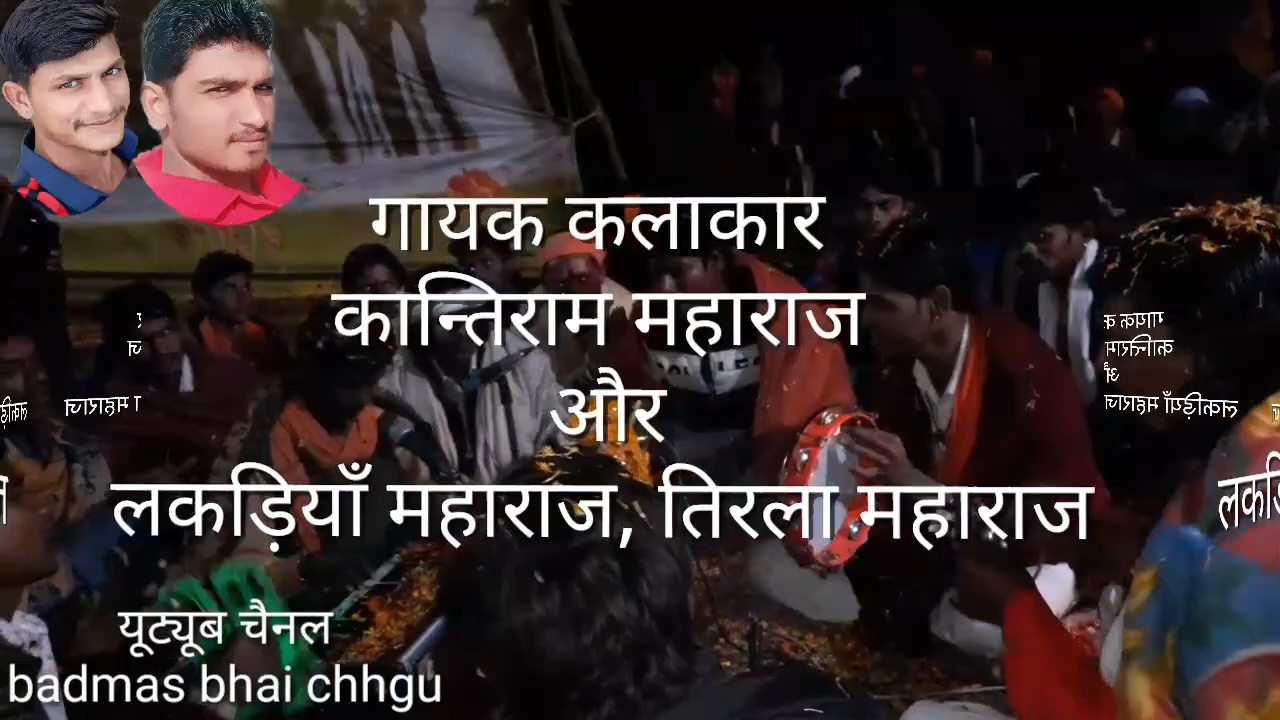 गायक कलाकार
कान्तिराम महाराज
और
लकड़ियाँ महाराज, तिरला महाराज
यूट्यूब चैनल
badmas bhai chhgu